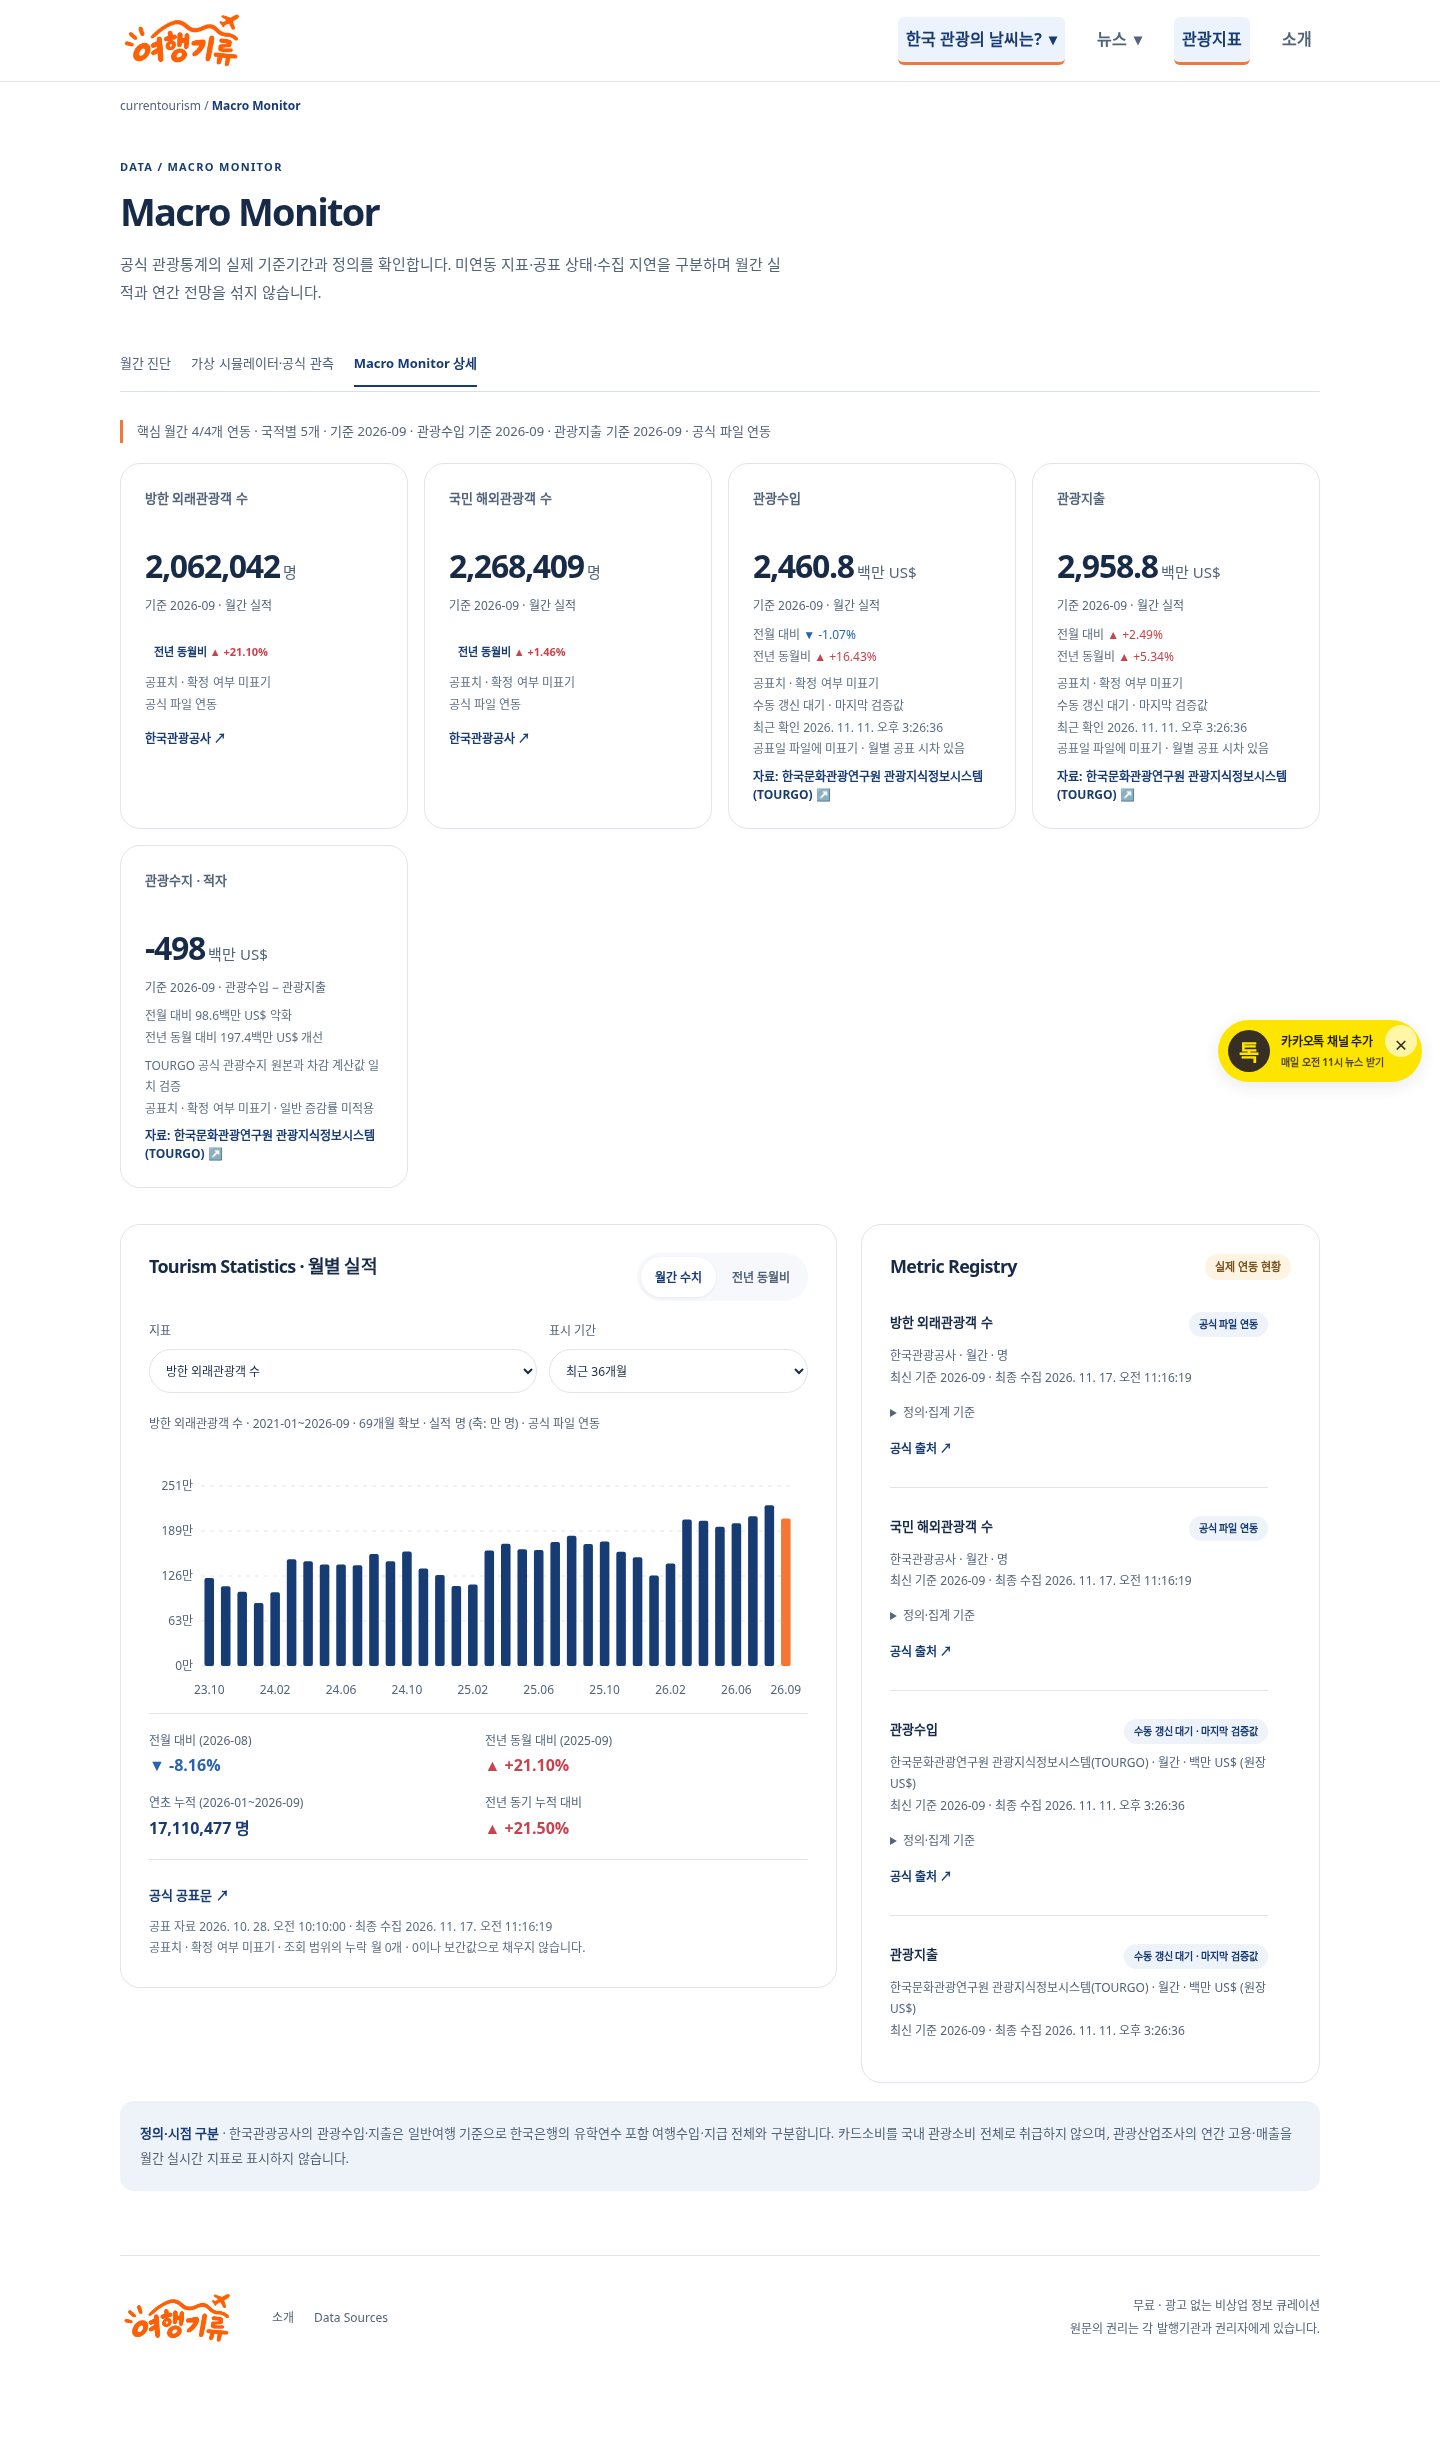 여행기류
한국 관광의 날씨는? ▾
뉴스 ▾
관광지표
소개
currentourism / Macro Monitor
DATA / MACRO MONITOR
Macro Monitor
공식 관광통계의 실제 기준기간과 정의를 확인합니다. 미연동 지표·공표 상태·수집 지연을 구분하며 월간 실
적과 연간 전망을 섞지 않습니다.
월간 진단
가상 시뮬레이터·공식 관측
Macro Monitor 상세
핵심 월간 4/4개 연동 · 국적별 5개 · 기준 2026-09 · 관광수입 기준 2026-09 · 관광지출 기준 2026-09 · 공식 파일 연동
방한 외래관광객 수
2,062,042 명
기준 2026-09 · 월간 실적
전년 동월비 ▲ +21.10%
공표치 · 확정 여부 미표기
공식 파일 연동
한국관광공사 ↗
국민 해외관광객 수
2,268,409 명
기준 2026-09 · 월간 실적
전년 동월비 ▲ +1.46%
공표치 · 확정 여부 미표기
공식 파일 연동
한국관광공사 ↗
관광수입
2,460.8 백만 US$
기준 2026-09 · 월간 실적
전월 대비 ▼ -1.07%
전년 동월비 ▲ +16.43%
공표치 · 확정 여부 미표기
수동 갱신 대기 · 마지막 검증값
최근 확인 2026. 11. 11. 오후 3:26:36
공표일 파일에 미표기 · 월별 공표 시차 있음
자료: 한국문화관광연구원 관광지식정보시스템
(TOURGO) ↗
관광지출
2,958.8 백만 US$
기준 2026-09 · 월간 실적
전월 대비 ▲ +2.49%
전년 동월비 ▲ +5.34%
공표치 · 확정 여부 미표기
수동 갱신 대기 · 마지막 검증값
최근 확인 2026. 11. 11. 오후 3:26:36
공표일 파일에 미표기 · 월별 공표 시차 있음
자료: 한국문화관광연구원 관광지식정보시스템
(TOURGO) ↗
관광수지 · 적자
-498 백만 US$
기준 2026-09 · 관광수입 − 관광지출
전월 대비 98.6백만 US$ 악화
전년 동월 대비 197.4백만 US$ 개선
TOURGO 공식 관광수지 원본과 차감 계산값 일
치 검증
공표치 · 확정 여부 미표기 · 일반 증감률 미적용
자료: 한국문화관광연구원 관광지식정보시스템
(TOURGO) ↗
톡
카카오톡 채널 추가
매일 오전 11시 뉴스 받기
×
Tourism Statistics · 월별 실적
월간 수치
전년 동월비
지표
표시 기간
방한 외래관광객 수
최근 36개월
방한 외래관광객 수 · 2021-01~2026-09 · 69개월 확보 · 실적 명 (축: 만 명) · 공식 파일 연동
251만
189만
126만
63만
0만
23.10 24.02 24.06 24.10 25.02 25.06 25.10 26.02 26.06 26.09
전월 대비 (2026-08)
▼ -8.16%
전년 동월 대비 (2025-09)
▲ +21.10%
연초 누적 (2026-01~2026-09)
17,110,477 명
전년 동기 누적 대비
▲ +21.50%
공식 공표문 ↗
공표 자료 2026. 10. 28. 오전 10:10:00 · 최종 수집 2026. 11. 17. 오전 11:16:19
공표치 · 확정 여부 미표기 · 조회 범위의 누락 월 0개 · 0이나 보간값으로 채우지 않습니다.
Metric Registry
실제 연동 현황
방한 외래관광객 수
공식 파일 연동
한국관광공사 · 월간 · 명
최신 기준 2026-09 · 최종 수집 2026. 11. 17. 오전 11:16:19
▶ 정의·집계 기준
공식 출처 ↗
국민 해외관광객 수
공식 파일 연동
한국관광공사 · 월간 · 명
최신 기준 2026-09 · 최종 수집 2026. 11. 17. 오전 11:16:19
▶ 정의·집계 기준
공식 출처 ↗
관광수입
수동 갱신 대기 · 마지막 검증값
한국문화관광연구원 관광지식정보시스템(TOURGO) · 월간 · 백만 US$ (원장
US$)
최신 기준 2026-09 · 최종 수집 2026. 11. 11. 오후 3:26:36
▶ 정의·집계 기준
공식 출처 ↗
관광지출
수동 갱신 대기 · 마지막 검증값
한국문화관광연구원 관광지식정보시스템(TOURGO) · 월간 · 백만 US$ (원장
US$)
최신 기준 2026-09 · 최종 수집 2026. 11. 11. 오후 3:26:36
정의·시점 구분 · 한국관광공사의 관광수입·지출은 일반여행 기준으로 한국은행의 유학연수 포함 여행수입·지급 전체와 구분합니다. 카드소비를 국내 관광소비 전체로 취급하지 않으며, 관광산업조사의 연간 고용·매출을
월간 실시간 지표로 표시하지 않습니다.
여행기류
소개
Data Sources
무료 · 광고 없는 비상업 정보 큐레이션
원문의 권리는 각 발행기관과 권리자에게 있습니다.